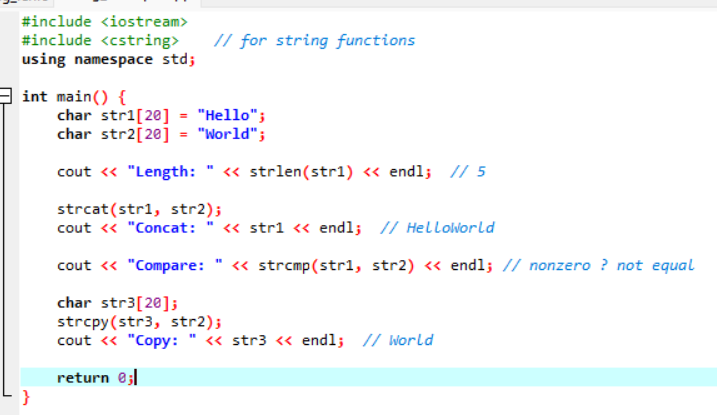 #include <iostream>
#include <cstring>    // for string functions
using namespace std;
int main() {
    char str1[20] = "Hello";
    char str2[20] = "World";
    cout << "Length: " << strlen(str1) << endl;  // 5
    strcat(str1, str2);
    cout << "Concat: " << str1 << endl;  // HelloWorld
    cout << "Compare: " << strcmp(str1, str2) << endl; // nonzero ? not equal
    char str3[20];
    strcpy(str3, str2);
    cout << "Copy: " << str3 << endl;  // World
    return 0;
}